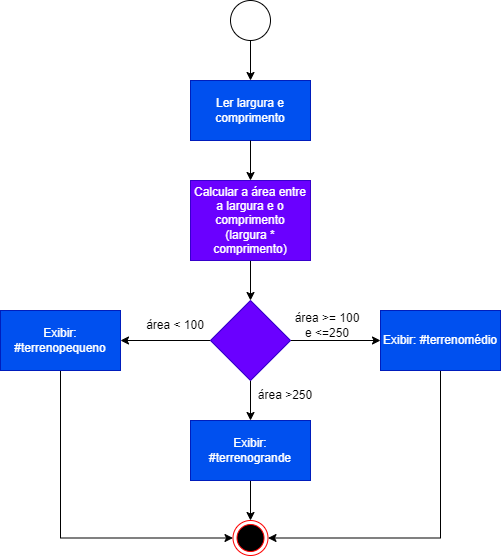 Ler largura e
comprimento
Calcular a área entre
a largura e o
comprimento
(largura *
comprimento)
área < 100
área >= 100
e <=250
Exibir:
#terrenopequeno
Exibir: #terrenomédio
área >250
Exibir:
#terrenogrande